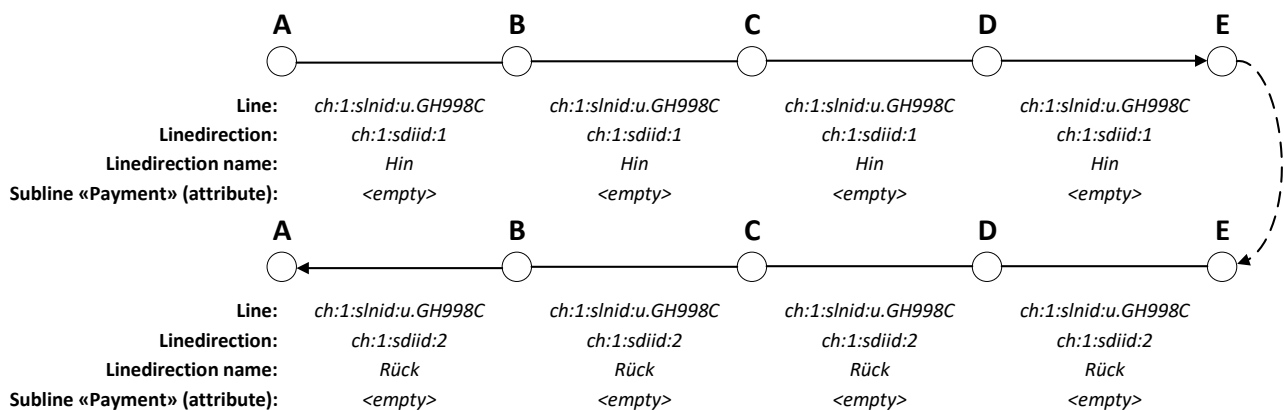 A B C D E
Line: ch:1:slnid:u.GH998C ch:1:slnid:u.GH998C ch:1:slnid:u.GH998C ch:1:slnid:u.GH998C
Linedirection: ch:1:sdiid:1 ch:1:sdiid:1 ch:1:sdiid:1 ch:1:sdiid:1
Linedirection name: Hin Hin Hin Hin
Subline «Payment» (attribute): <empty> <empty> <empty> <empty>
A B C D E
Line: ch:1:slnid:u.GH998C ch:1:slnid:u.GH998C ch:1:slnid:u.GH998C ch:1:slnid:u.GH998C
Linedirection: ch:1:sdiid:2 ch:1:sdiid:2 ch:1:sdiid:2 ch:1:sdiid:2
Linedirection name: Rück Rück Rück Rück
Subline «Payment» (attribute): <empty> <empty> <empty> <empty>